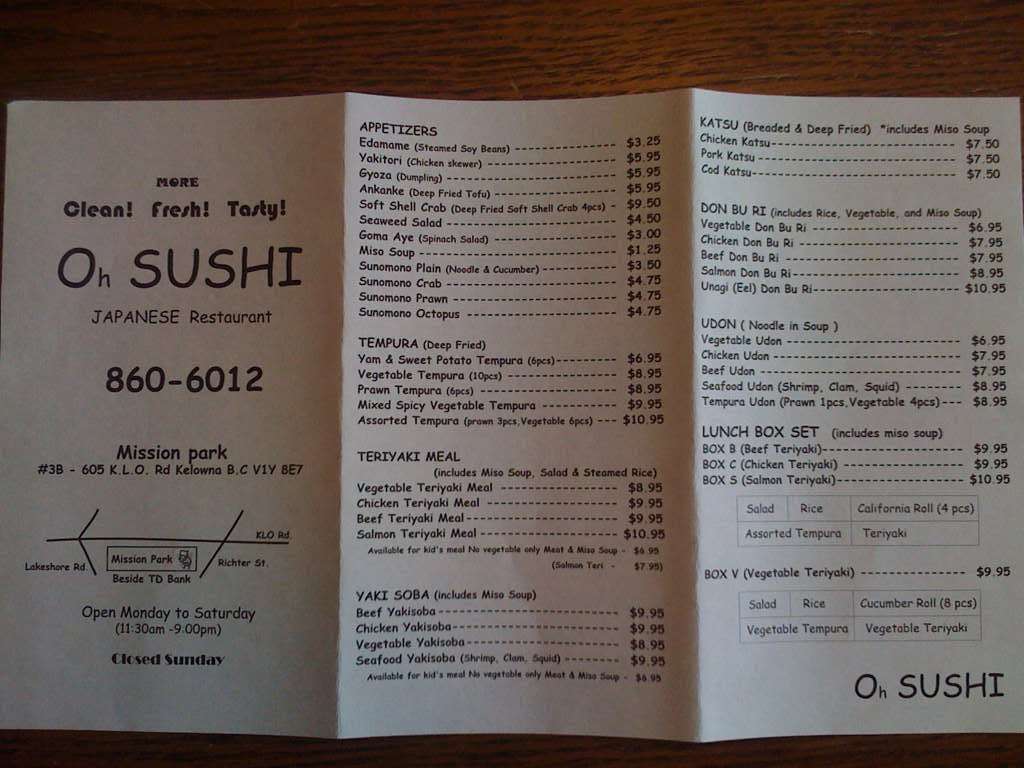 MORE
Clean! Fresh! Tasty!
Oh SUSHI
JAPANESE Restaurant
860-6012
Mission park
#3B - 605 K.L.O. Rd Kelowna B.C V1Y 8E7
KLO Rd.
Lakeshore Rd.
Mission Park
Richter St.
Beside TD Bank
Open Monday to Saturday
(11:30am -9:00pm)
Closed Sunday
APPETIZERS
Edamame (Steamed Soy Beans) $3.25
Yakitori (Chicken skewer) $5.95
Gyoza (Dumpling) $5.95
Ankanke (Deep Fried Tofu) $5.95
Soft Shell Crab (Deep Fried Soft Shell Crab 4pcs) - $9.50
Seaweed Salad $4.50
Goma Aye (Spinach Salad) $3.00
Miso Soup $1.25
Sunomono Plain (Noodle & Cucumber) $3.50
Sunomono Crab $4.75
Sunomono Prawn $4.75
Sunomono Octopus $4.75
TEMPURA (Deep Fried)
Yam & Sweet Potato Tempura (6pcs) $6.95
Vegetable Tempura (10pcs) $8.95
Prawn Tempura (6pcs) $8.95
Mixed Spicy Vegetable Tempura $9.95
Assorted Tempura (prawn 3pcs,Vegetable 6pcs) --- $10.95
TERIYAKI MEAL
(includes Miso Soup, Salad & Steamed Rice)
Vegetable Teriyaki Meal $8.95
Chicken Teriyaki Meal $9.95
Beef Teriyaki Meal $9.95
Salmon Teriyaki Meal $10.95
Available for kid's meal No vegetable only Meat & Miso Soup - $6.95
(Salmon Teri - $7.95)
YAKI SOBA (includes Miso Soup)
Beef Yakisoba $9.95
Chicken Yakisoba $9.95
Vegetable Yakisoba $8.95
Seafood Yakisoba (Shrimp, Clam, Squid) $9.95
Available for kid's meal No vegetable only Meat & Miso Soup - $6.95
KATSU (Breaded & Deep Fried) *includes Miso Soup
Chicken Katsu $7.50
Pork Katsu $7.50
Cod Katsu $7.50
DON BU RI (includes Rice, Vegetable, and Miso Soup)
Vegetable Don Bu Ri $6.95
Chicken Don Bu Ri $7.95
Beef Don Bu Ri $7.95
Salmon Don Bu Ri $8.95
Unagi (Eel) Don Bu Ri $10.95
UDON ( Noodle in Soup )
Vegetable Udon $6.95
Chicken Udon $7.95
Beef Udon $7.95
Seafood Udon (Shrimp, Clam, Squid) $8.95
Tempura Udon (Prawn 1pcs,Vegetable 4pcs)--- $8.95
LUNCH BOX SET (includes miso soup)
BOX B (Beef Teriyaki) $9.95
BOX C (Chicken Teriyaki) $9.95
BOX S (Salmon Teriyaki) $10.95
Salad Rice California Roll (4 pcs)
Assorted Tempura Teriyaki
BOX V (Vegetable Teriyaki) $9.95
Salad Rice Cucumber Roll (8 pcs)
Vegetable Tempura Vegetable Teriyaki
Oh SUSHI